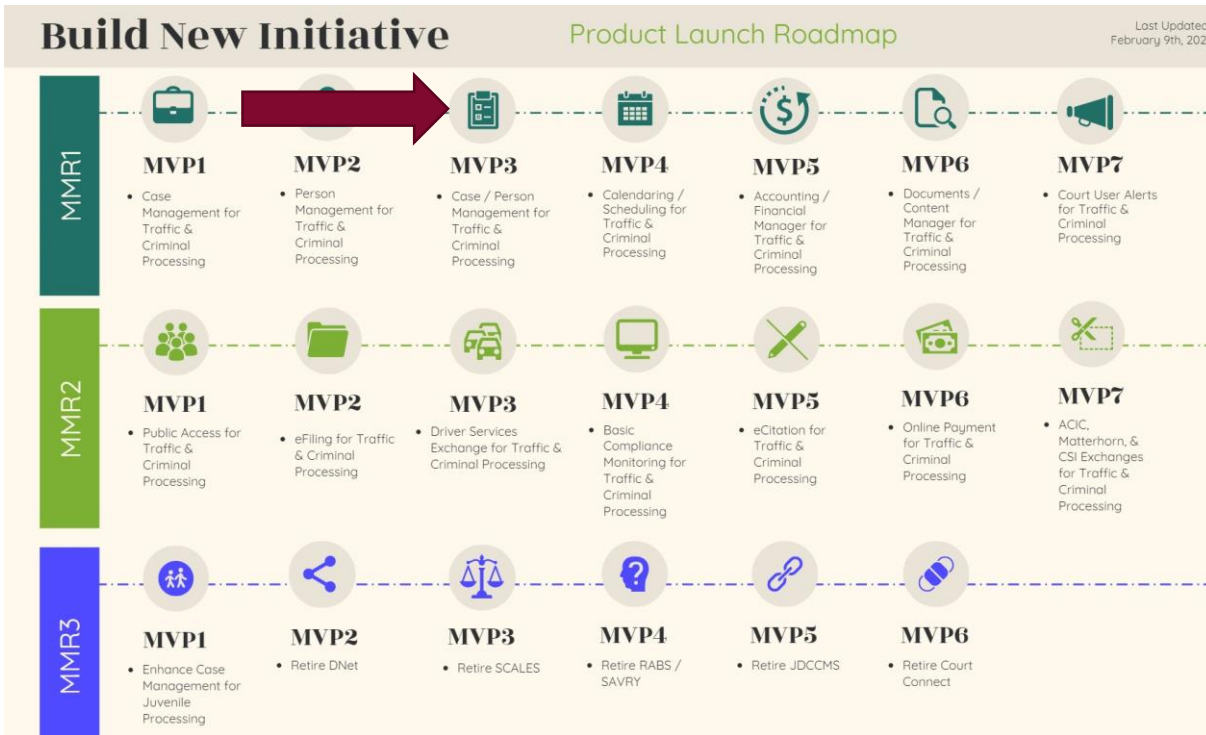 Build New Initiative
Product Launch Roadmap
Last Updated
February 9th, 202
MMR1
MVP1
• Case
Management for
Traffic &
Criminal
Processing
MVP2
• Person
Management for
Traffic &
Criminal
Processing
MVP3
• Case / Person
Management for
Traffic &
Criminal
Processing
MVP4
• Calendaring /
Scheduling for
Traffic &
Criminal
Processing
MVP5
• Accounting /
Financial
Manager for
Traffic &
Criminal
Processing
MVP6
• Documents /
Content
Manager for
Traffic &
Criminal
Processing
MVP7
• Court User Alerts
for Traffic &
Criminal
Processing
MMR2
MVP1
• Public Access for
Traffic &
Criminal
Processing
MVP2
• eFiling for Traffic
& Criminal
Processing
MVP3
• Driver Services
Exchange for Traffic &
Criminal Processing
MVP4
• Basic
Compliance
Monitoring for
Traffic &
Criminal
Processing
MVP5
• eCitation for
Traffic &
Criminal
Processing
MVP6
• Online Payment
for Traffic &
Criminal
Processing
MVP7
• ACIC,
Matterhorn, &
CSI Exchanges
for Traffic &
Criminal
Processing
MMR3
MVP1
• Enhance Case
Management for
Juvenile
Processing
MVP2
• Retire DNet
MVP3
• Retire SCALES
MVP4
• Retire RABS /
SAVRY
MVP5
• Retire JDCCMS
MVP6
• Retire Court
Connect